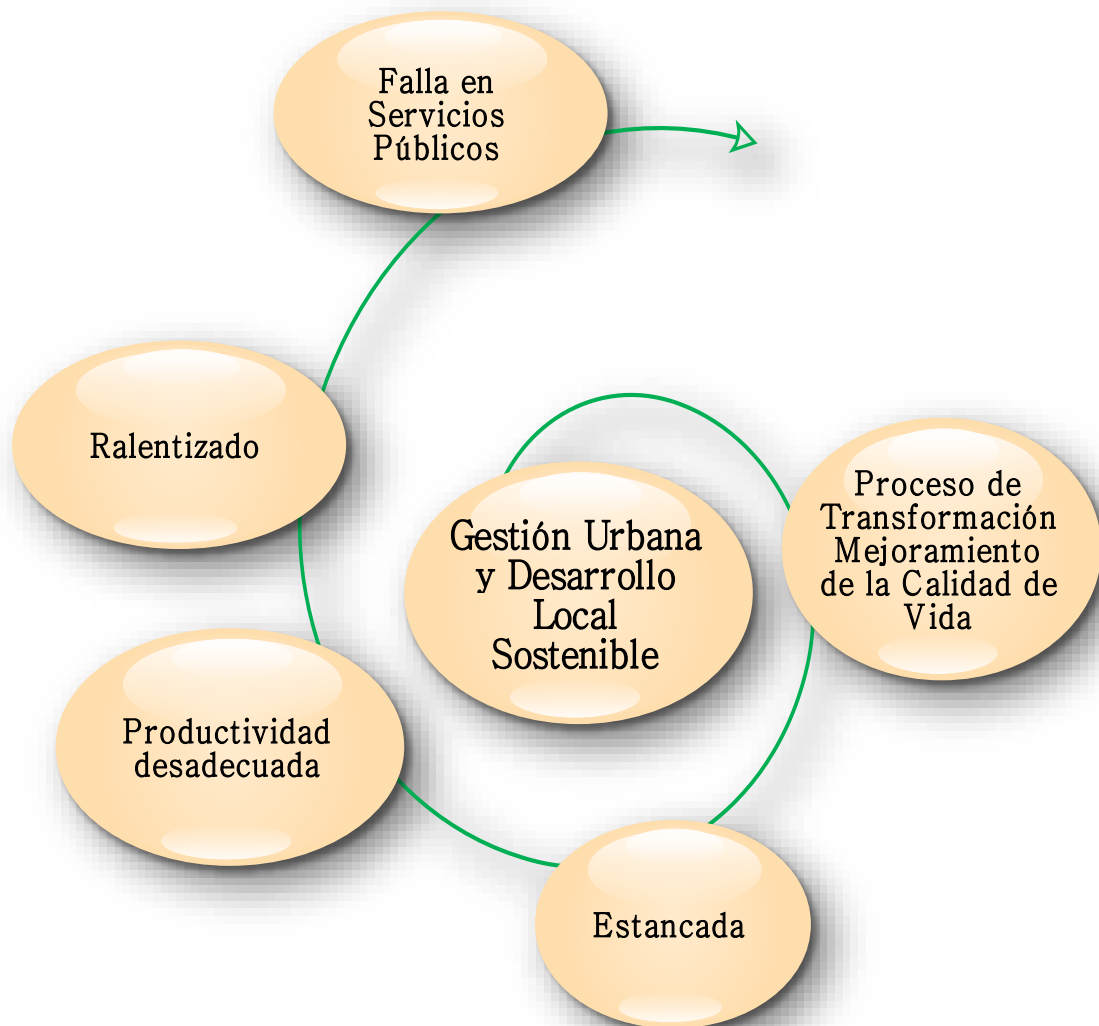 Falla en
Servicios
Públicos
Ralentizado
Gestión Urbana
y Desarrollo
Local
Sostenible
Proceso de
Transformación
Mejoramiento
de la Calidad de
Vida
Productividad
desadecuada
Estancada